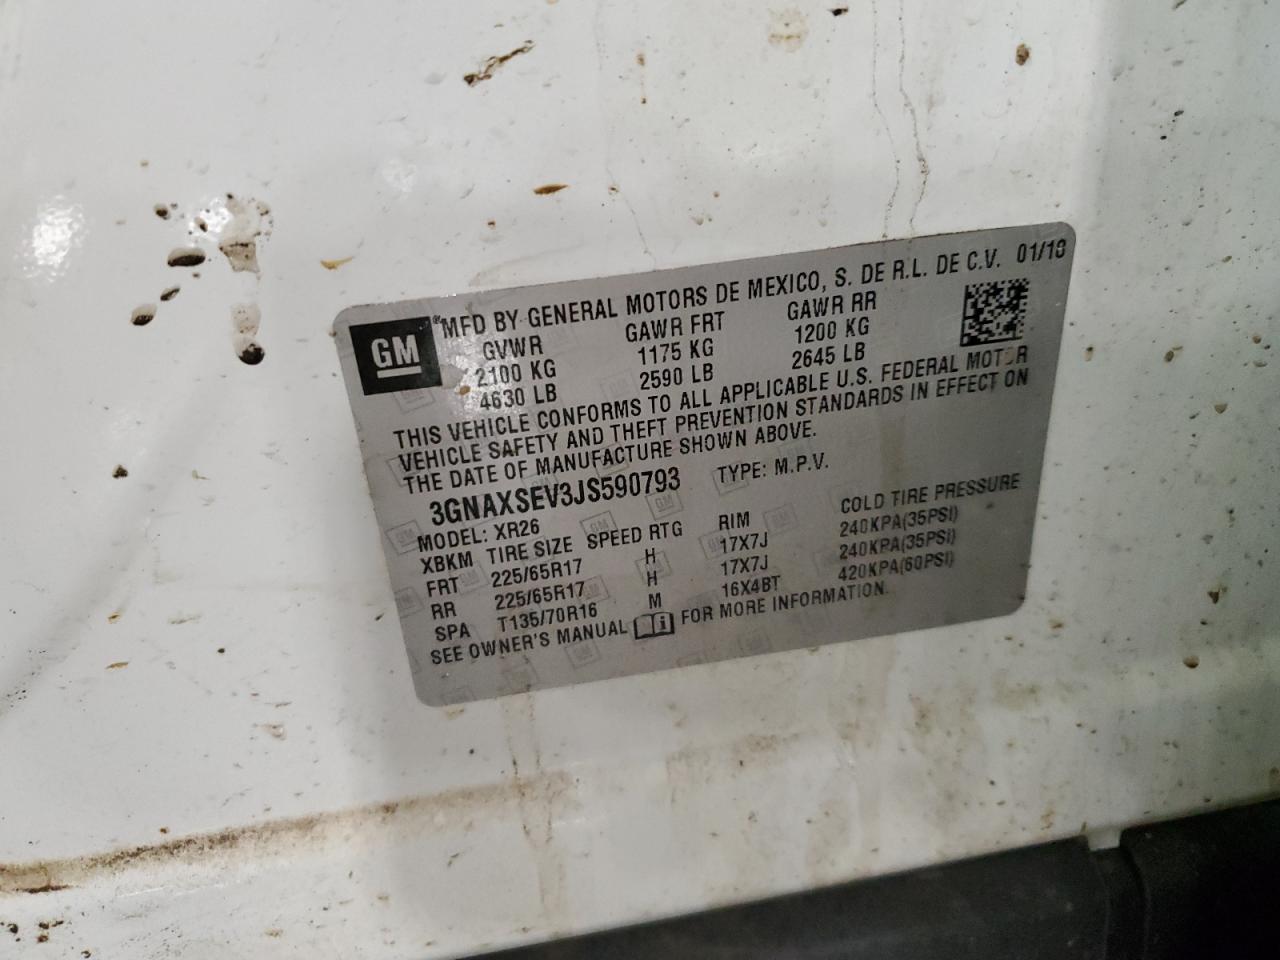 GM
® MFD BY GENERAL MOTORS DE MEXICO, S. DE R.L. DE C.V. 01/18
GVWR GAWR FRT GAWR RR
2100 KG 1175 KG 1200 KG
4630 LB 2590 LB 2645 LB
THIS VEHICLE CONFORMS TO ALL APPLICABLE U.S. FEDERAL MOTOR
VEHICLE SAFETY AND THEFT PREVENTION STANDARDS IN EFFECT ON
THE DATE OF MANUFACTURE SHOWN ABOVE.
3GNAXSEV3JS590793 TYPE: M.P.V.
MODEL: XR26
XBKM TIRE SIZE SPEED RTG RIM COLD TIRE PRESSURE
FRT 225/65R17 H 17X7J 240KPA(35PSI)
RR 225/65R17 H 17X7J 240KPA(35PSI)
SPA T135/70R16 M 16X4BT 420KPA(60PSI)
SEE OWNER'S MANUAL i FOR MORE INFORMATION.